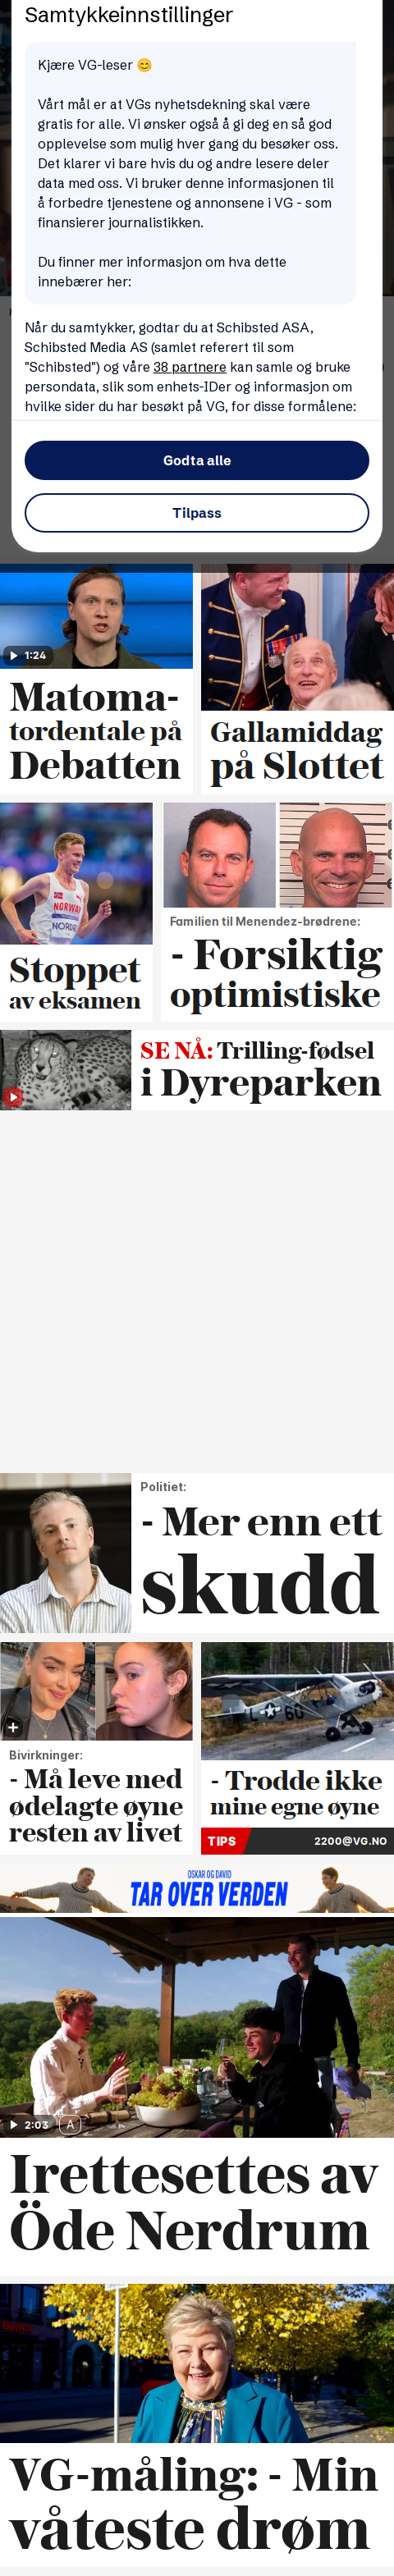 Samtykkeinnstillinger
Kjære VG-leser 😊
Vårt mål er at VGs nyhetsdekning skal være
gratis for alle. Vi ønsker også å gi deg en så god
opplevelse som mulig hver gang du besøker oss.
Det klarer vi bare hvis du og andre lesere deler
data med oss. Vi bruker denne informasjonen til
å forbedre tjenestene og annonsene i VG - som
finansierer journalistikken.
Du finner mer informasjon om hva dette
innebærer her:
Når du samtykker, godtar du at Schibsted ASA,
Schibsted Media AS (samlet referert til som
"Schibsted") og våre 38 partnere kan samle og bruke
persondata, slik som enhets-IDer og informasjon om
hvilke sider du har besøkt på VG, for disse formålene:
Godta alle
Tilpass
1:24
Matoma-
tordentale på
Debatten
Gallamiddag
på Slottet
NORWAY
NORDÅS
Stoppet
av eksamen
Familien til Menendez-brødrene:
- Forsiktig
optimistiske
SE NÅ: Trilling-fødsel
i Dyreparken
Politiet:
- Mer enn ett
skudd
Bivirkninger:
- Må leve med
ødelagte øyne
resten av livet
- Trodde ikke
mine egne øyne
TIPS 2200@VG.NO
OSKAR OG DAVID
TAR OVER VERDEN
2:03 A
Irettesettes av
Öde Nerdrum
VG-måling: - Min
våteste drøm